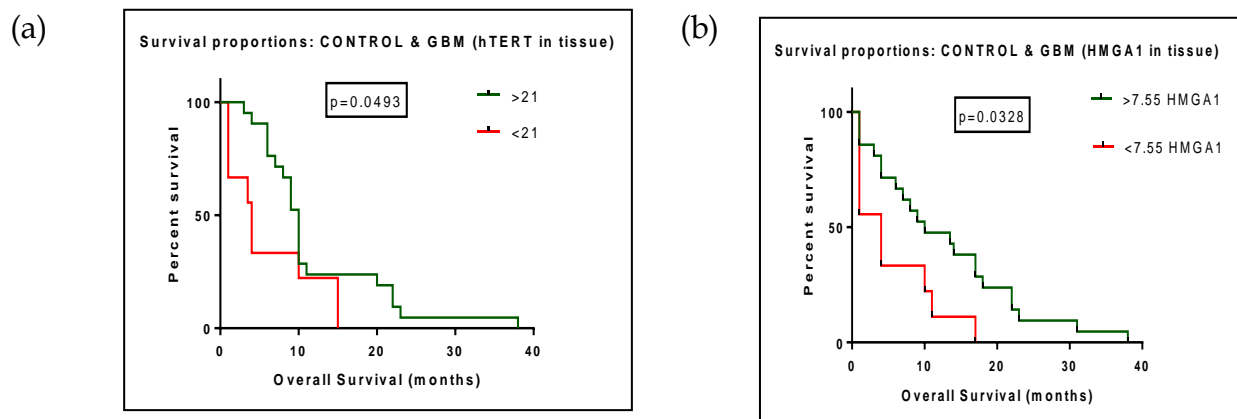 (a)
Survival proportions: CONTROL & GBM (hTERT in tissue)
p=0.0493
>21
<21
100
50
0
Percent survival
0 10 20 30 40
Overall Survival (months)
(b)
Survival proportions: CONTROL & GBM (HMGA1 in tissue)
p=0.0328
>7.55 HMGA1
<7.55 HMGA1
100
50
0
Percent survival
0 10 20 30 40
Overall Survival (months)